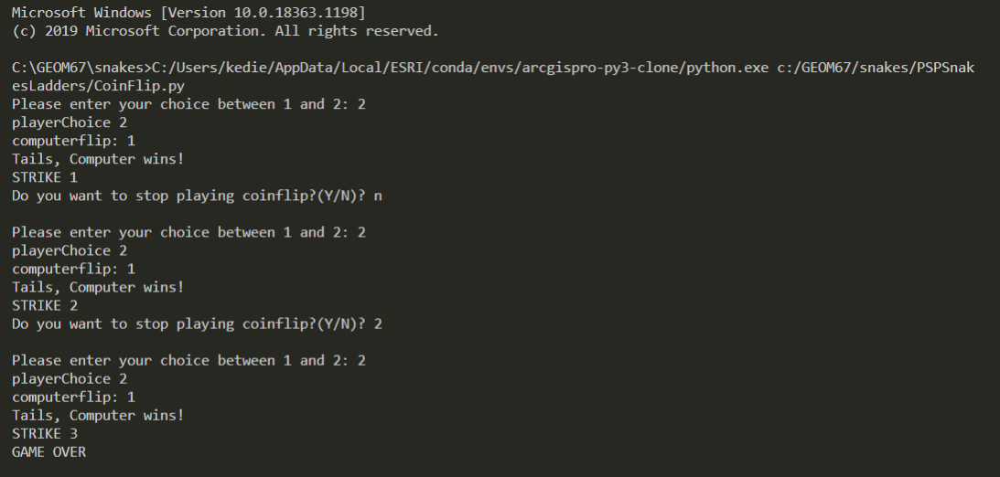 Microsoft Windows [Version 10.0.18363.1198]
(c) 2019 Microsoft Corporation. All rights reserved.
C:\GEOM67\snakes>C:/Users/kedie/AppData/Local/ESRI/conda/envs/arcgispro-py3-clone/python.exe c:/GEOM67/snakes/PSPSnak
esLadders/CoinFlip.py
Please enter your choice between 1 and 2: 2
playerChoice 2
computerflip: 1
Tails, Computer wins!
STRIKE 1
Do you want to stop playing coinflip?(Y/N)? n
Please enter your choice between 1 and 2: 2
playerChoice 2
computerflip: 1
Tails, Computer wins!
STRIKE 2
Do you want to stop playing coinflip?(Y/N)? 2
Please enter your choice between 1 and 2: 2
playerChoice 2
computerflip: 1
Tails, Computer wins!
STRIKE 3
GAME OVER